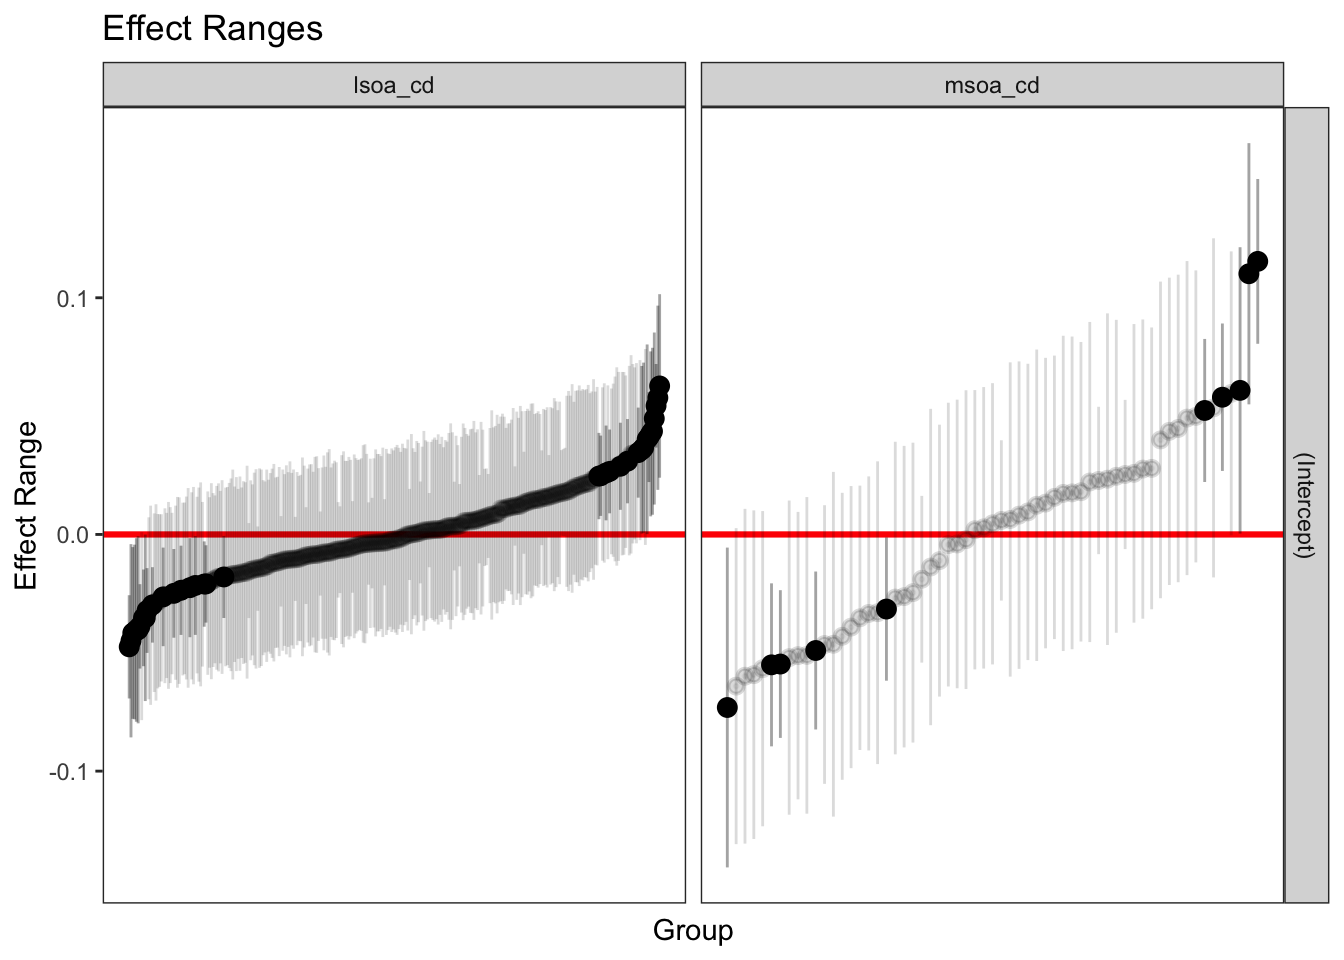 Effect Ranges
lsoa_cd
msoa_cd
Effect Range
0.1
0.0
-0.1
(Intercept)
Group